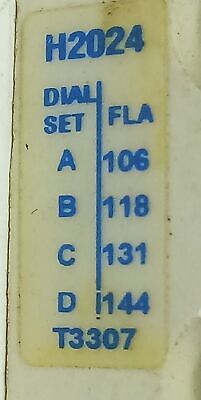 H2024
DIAL
SET FLA
A 106
B 118
C 131
D 144
T3307